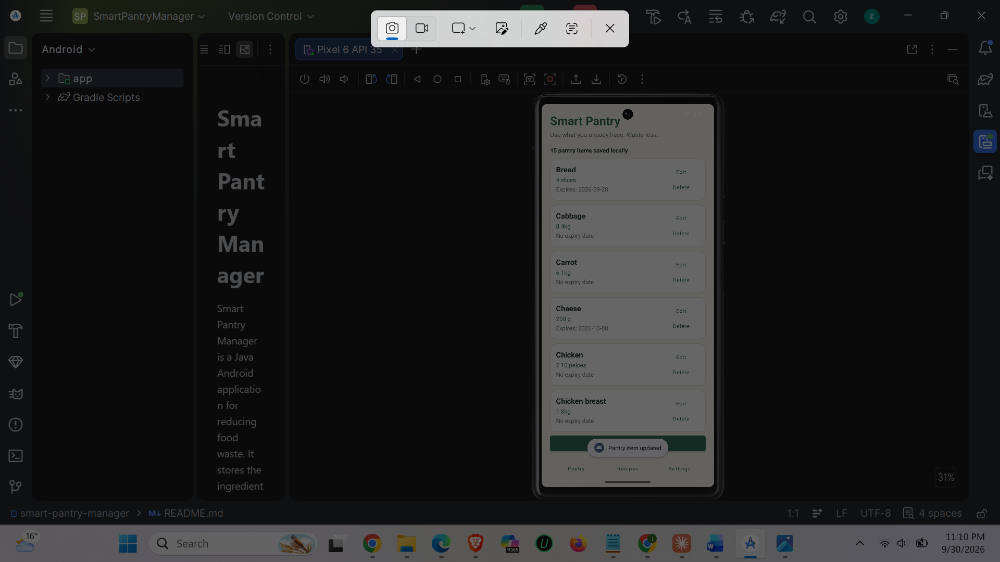 SP SmartPantryManager
Version Control
Z
Android
app
Gradle Scripts
Sma
rt
Pant
ry
Man
ager
Smart
Pantry
Manager
is a Java
Android
applicatio
n for
reducing
food
waste. It
stores the
ingredient
Pixel 6 API 35
Smart Pantry
Use what you already have. Waste less.
15 pantry items saved locally
Bread
4 slices
Expires: 2026-09-28
Edit
Delete
Cabbage
8 4kg
No expiry date
Edit
Delete
Carrot
6 1kg
No expiry date
Edit
Delete
Cheese
200 g
Expires: 2026-10-08
Edit
Delete
Chicken
7 10 peices
No expiry date
Edit
Delete
Chicken breast
1 8kg
No expiry date
Edit
Delete
Pantry item updated
Pantry Recipes Settings
31%
smart-pantry-manager > M↓ README.md
1:1 LF UTF-8 4 spaces
16°
Search
M365
11:10 PM
9/30/2026